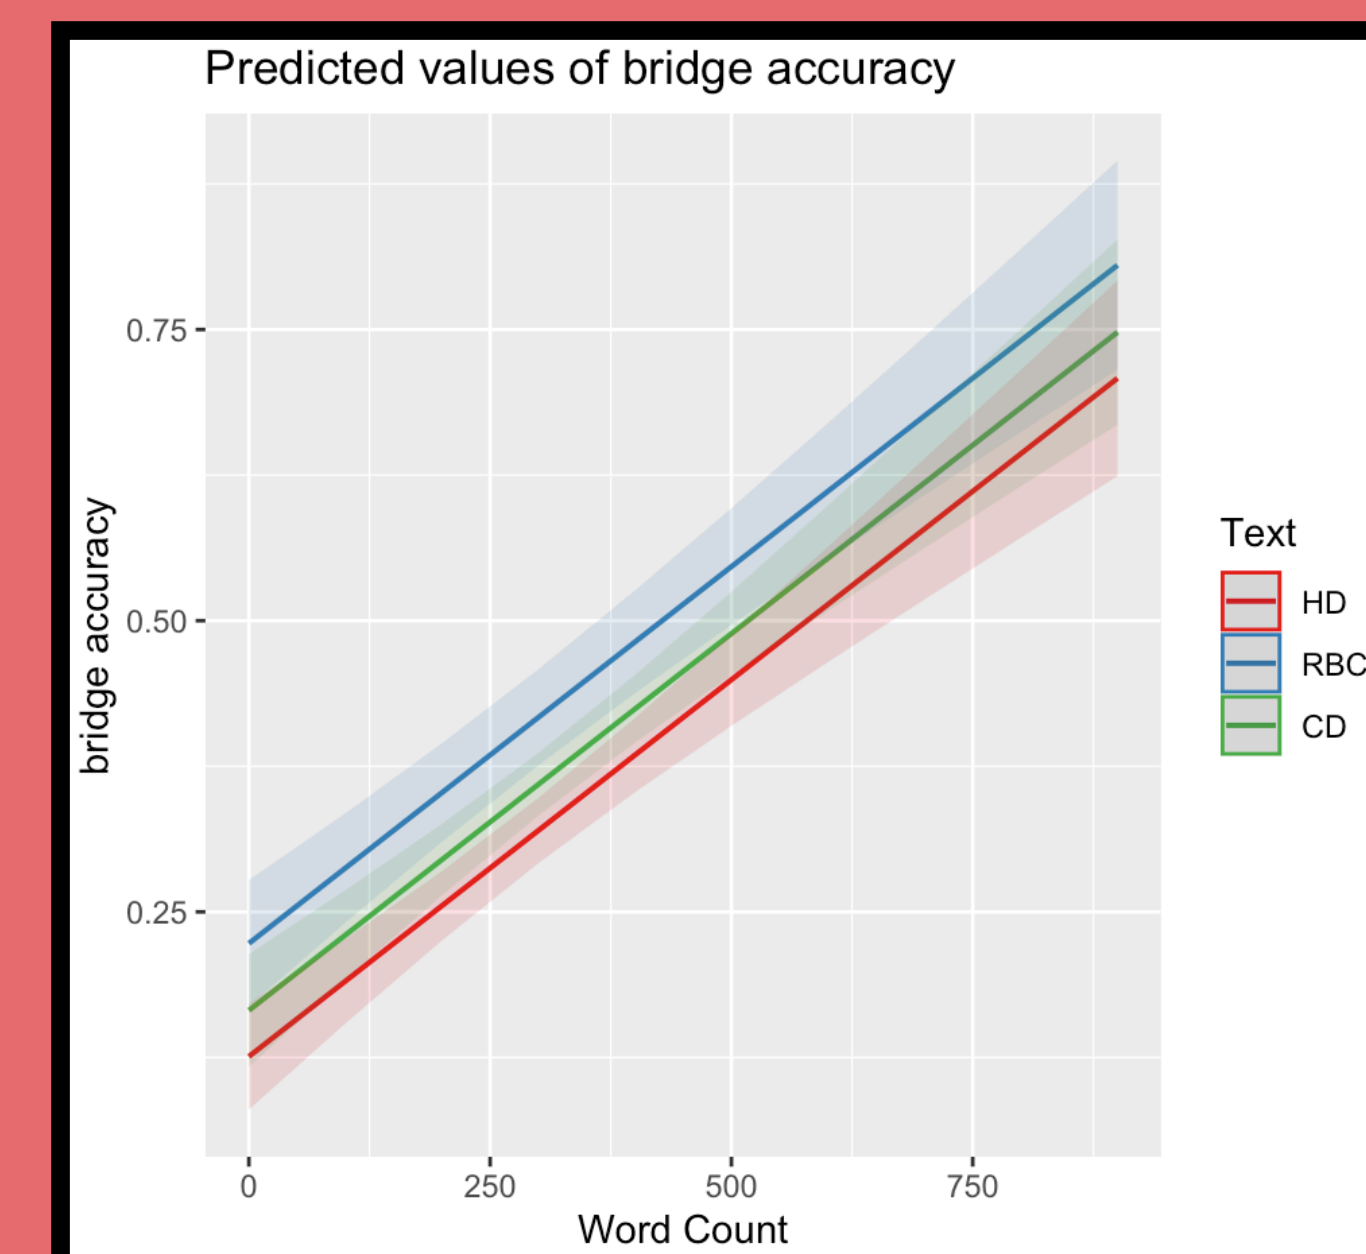 Predicted values of bridge accuracy
bridge accuracy
0.75
0.50
0.25
0
250
500
750
Word Count
Text
HD
RBC
CD